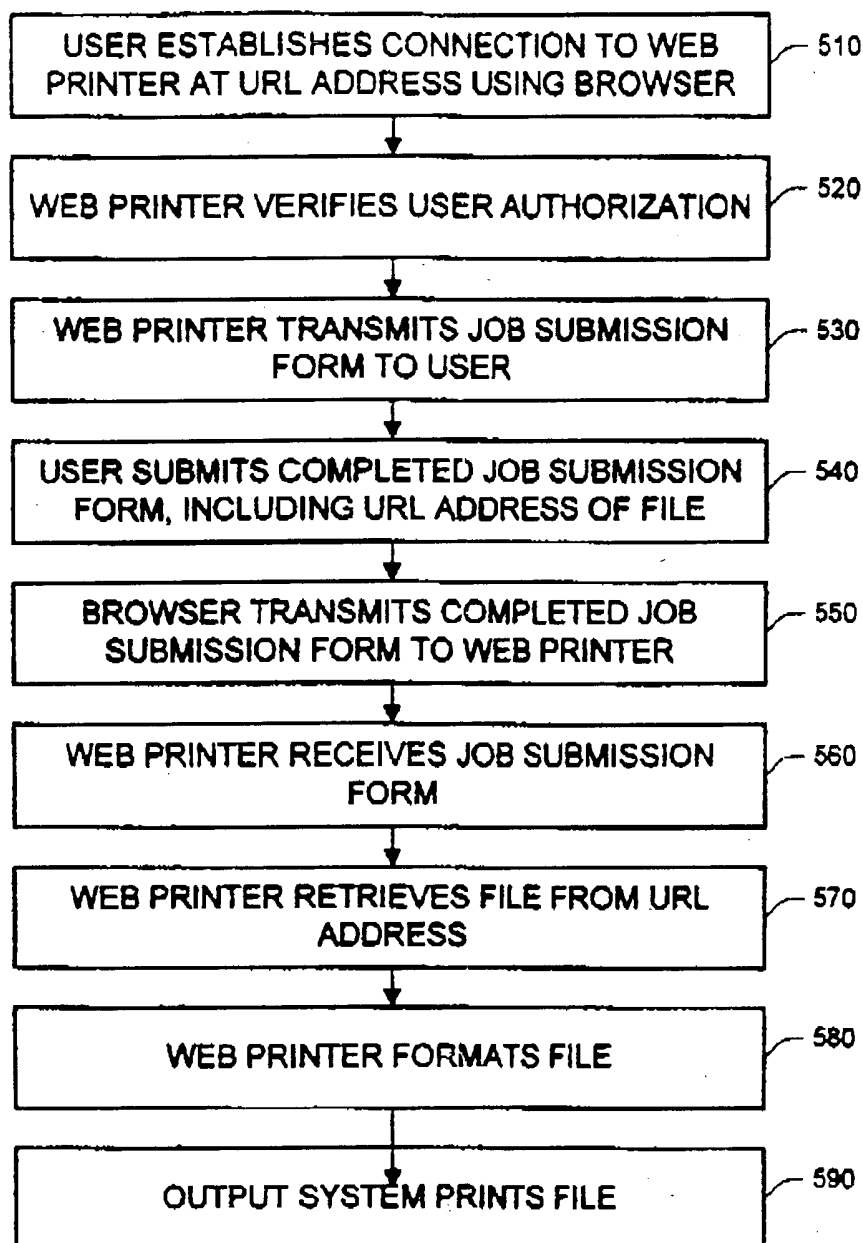 USER ESTABLISHES CONNECTION TO WEB
PRINTER AT URL ADDRESS USING BROWSER
510
WEB PRINTER VERIFIES USER AUTHORIZATION
520
WEB PRINTER TRANSMITS JOB SUBMISSION
FORM TO USER
530
USER SUBMITS COMPLETED JOB SUBMISSION
FORM, INCLUDING URL ADDRESS OF FILE
540
BROWSER TRANSMITS COMPLETED JOB
SUBMISSION FORM TO WEB PRINTER
550
WEB PRINTER RECEIVES JOB SUBMISSION
FORM
560
WEB PRINTER RETRIEVES FILE FROM URL
ADDRESS
570
WEB PRINTER FORMATS FILE
580
OUTPUT SYSTEM PRINTS FILE
590